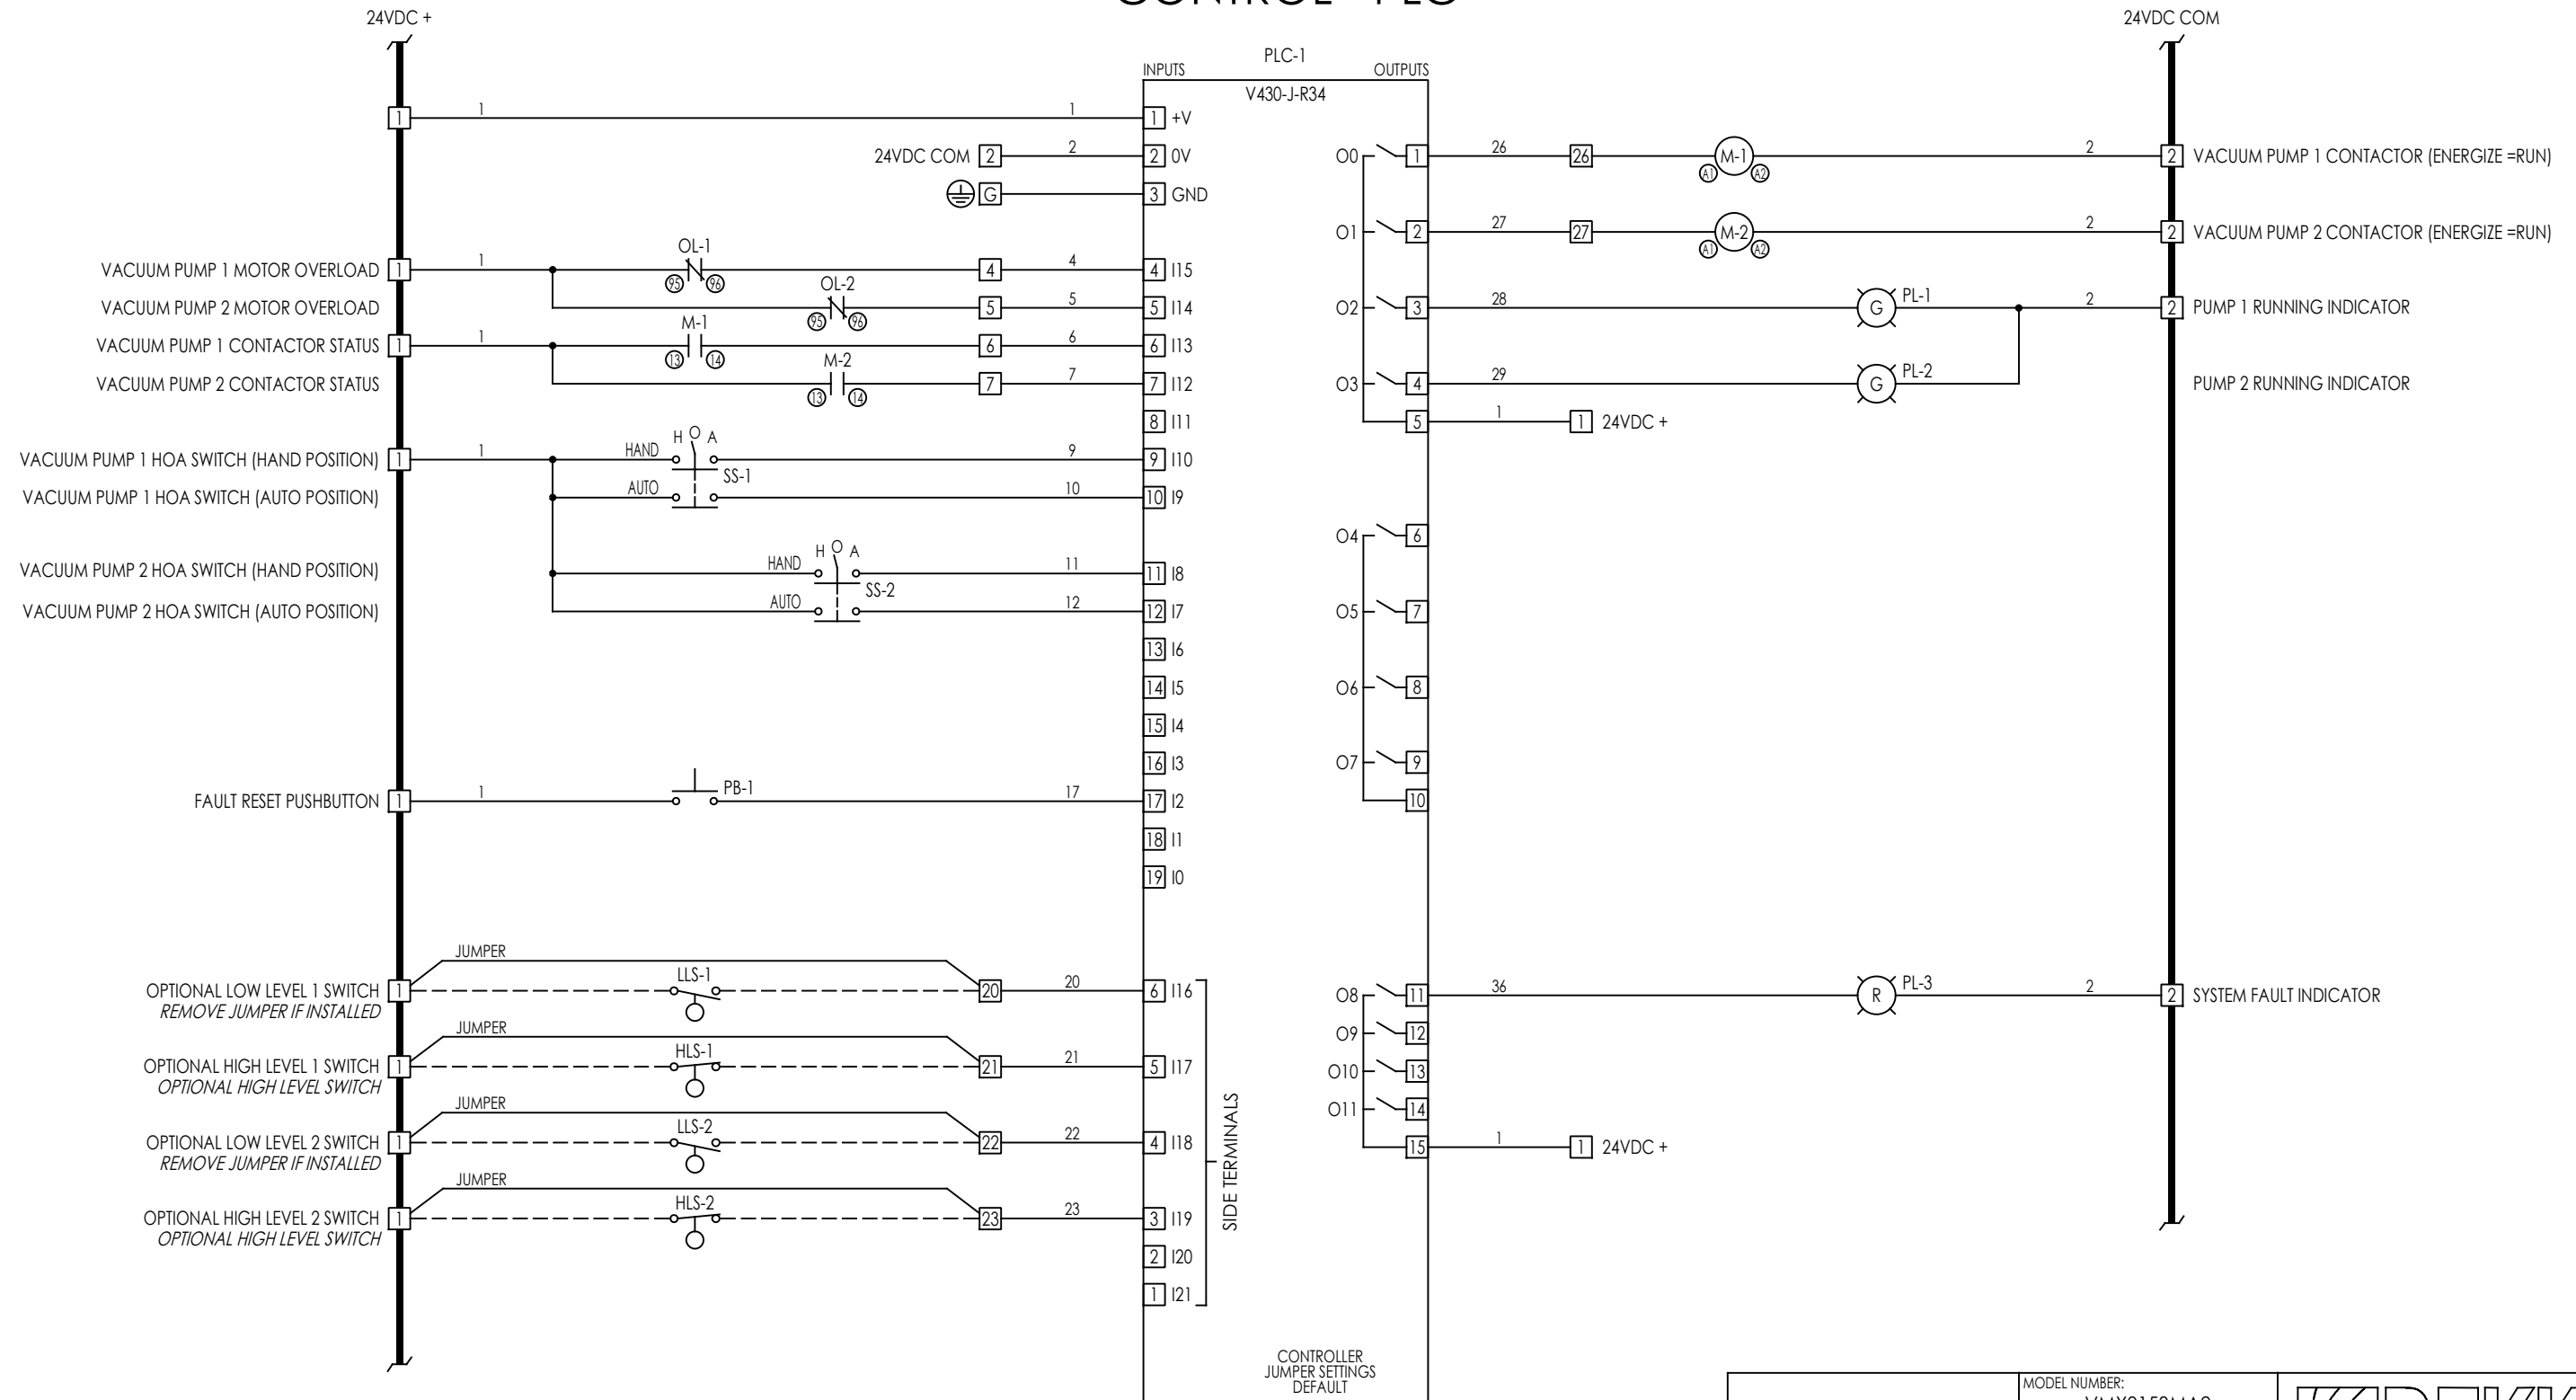 24VDC +
24VDC COM
PLC-1
INPUTS
OUTPUTS
V430-J-R34
1 1 1 1 +V
24VDC COM 2 2 2 0V
G 3 GND
O0 1 26 26 M-1 A1 A2 2 2 VACUUM PUMP 1 CONTACTOR (ENERGIZE =RUN)
O1 2 27 27 M-2 A1 A2 2 2 VACUUM PUMP 2 CONTACTOR (ENERGIZE =RUN)
VACUUM PUMP 1 MOTOR OVERLOAD 1 1 OL-1 95 96 4 4 4 I15
VACUUM PUMP 2 MOTOR OVERLOAD OL-2 95 96 5 5 5 I14
O2 3 28 G PL-1 2 2 PUMP 1 RUNNING INDICATOR
VACUUM PUMP 1 CONTACTOR STATUS 1 1 M-1 13 14 6 6 6 I13
VACUUM PUMP 2 CONTACTOR STATUS M-2 13 14 7 7 7 I12
O3 4 29 G PL-2 PUMP 2 RUNNING INDICATOR
8 I11
5 1 1 24VDC +
VACUUM PUMP 1 HOA SWITCH (HAND POSITION) 1 1 HAND H O A SS-1 9 9 I10
VACUUM PUMP 1 HOA SWITCH (AUTO POSITION) AUTO 10 10 I9
O4 6
VACUUM PUMP 2 HOA SWITCH (HAND POSITION) HAND H O A SS-2 11 11 I8
VACUUM PUMP 2 HOA SWITCH (AUTO POSITION) AUTO 12 12 I7
O5 7
13 I6
14 I5
O6 8
15 I4
16 I3
O7 9
FAULT RESET PUSHBUTTON 1 1 PB-1 17 17 I2
10
18 I1
19 I0
JUMPER
OPTIONAL LOW LEVEL 1 SWITCH 1 LLS-1 20 20 6 I16
REMOVE JUMPER IF INSTALLED
O8 11 36 R PL-3 2 2 SYSTEM FAULT INDICATOR
O9 12
JUMPER
OPTIONAL HIGH LEVEL 1 SWITCH 1 HLS-1 21 21 5 I17
OPTIONAL HIGH LEVEL SWITCH
O10 13
O11 14
JUMPER
OPTIONAL LOW LEVEL 2 SWITCH 1 LLS-2 22 22 4 I18
REMOVE JUMPER IF INSTALLED
15 1 1 24VDC +
JUMPER
OPTIONAL HIGH LEVEL 2 SWITCH 1 HLS-2 23 23 3 I19
OPTIONAL HIGH LEVEL SWITCH
2 I20
1 I21
SIDE TERMINALS
CONTROLLER
JUMPER SETTINGS
DEFAULT
MODEL NUMBER: